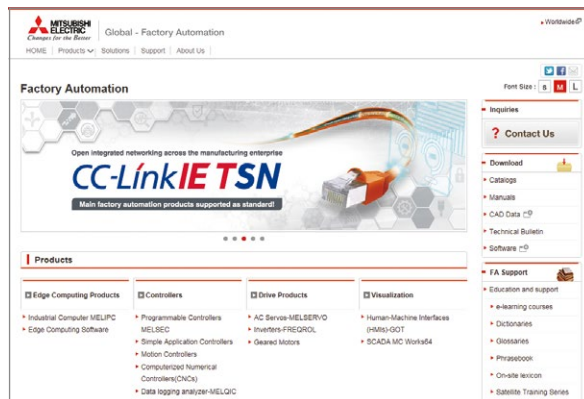 MITSUBISHI
ELECTRIC
Changes for the Better
Global - Factory Automation
Worldwide
HOME Products Solutions Support About Us
Factory Automation
Font Size : S M L
Open integrated networking across the manufacturing enterprise
CC-Link IE TSN
Main factory automation products supported as standard!
Inquiries
? Contact Us
Download
Catalogs
Manuals
CAD Data
Technical Bulletin
Software
FA Support
Education and support
e-learning courses
Dictionaries
Glossaries
Phrasebook
On-site lexicon
Satellite Training Series
Products
Edge Computing Products
Industrial Computer MELIPC
Edge Computing Software
Controllers
Programmable Controllers
MELSEC
Simple Application Controllers
Motion Controllers
Computerized Numerical
Controllers(CNCs)
Data logging analyzer-MELQIC
Drive Products
AC Servos-MELSERVO
Inverters-FREQROL
Geared Motors
Visualization
Human-Machine Interfaces
(HMIs)-GOT
SCADA MC Works64